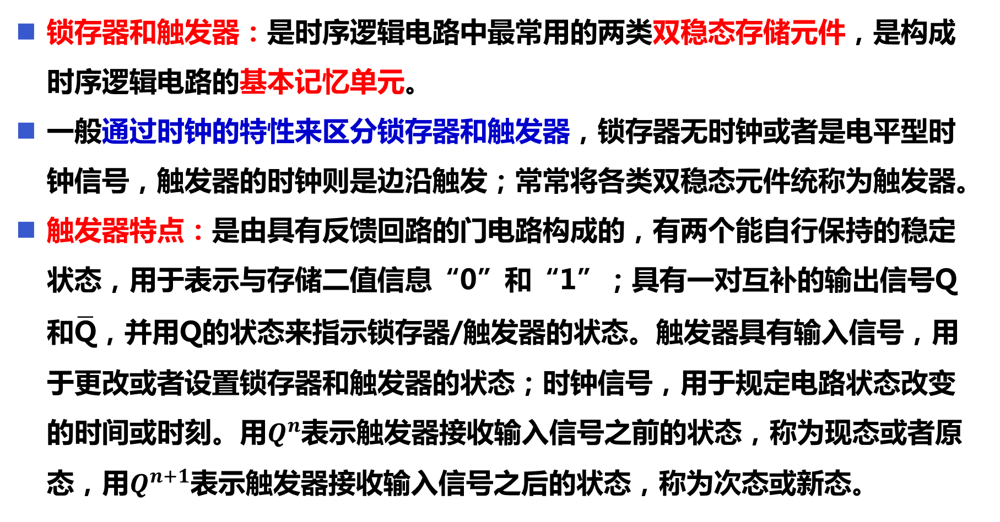 锁存器和触发器：是时序逻辑电路中最常用的两类双稳态存储元件，是构成
时序逻辑电路的基本记忆单元。
一般通过时钟的特性来区分锁存器和触发器，锁存器无时钟或者是电平型时
钟信号，触发器的时钟则是边沿触发；常常将各类双稳态元件统称为触发器。
触发器特点：是由具有反馈回路的门电路构成的，有两个能自行保持的稳定
状态，用于表示与存储二值信息“0”和“1”；具有一对互补的输出信号Q
和Q̅，并用Q的状态来指示锁存器/触发器的状态。触发器具有输入信号，用
于更改或者设置锁存器和触发器的状态；时钟信号，用于规定电路状态改变
的时间或时刻。用Qⁿ表示触发器接收输入信号之前的状态，称为现态或者原
态，用Qⁿ⁺¹表示触发器接收输入信号之后的状态，称为次态或新态。